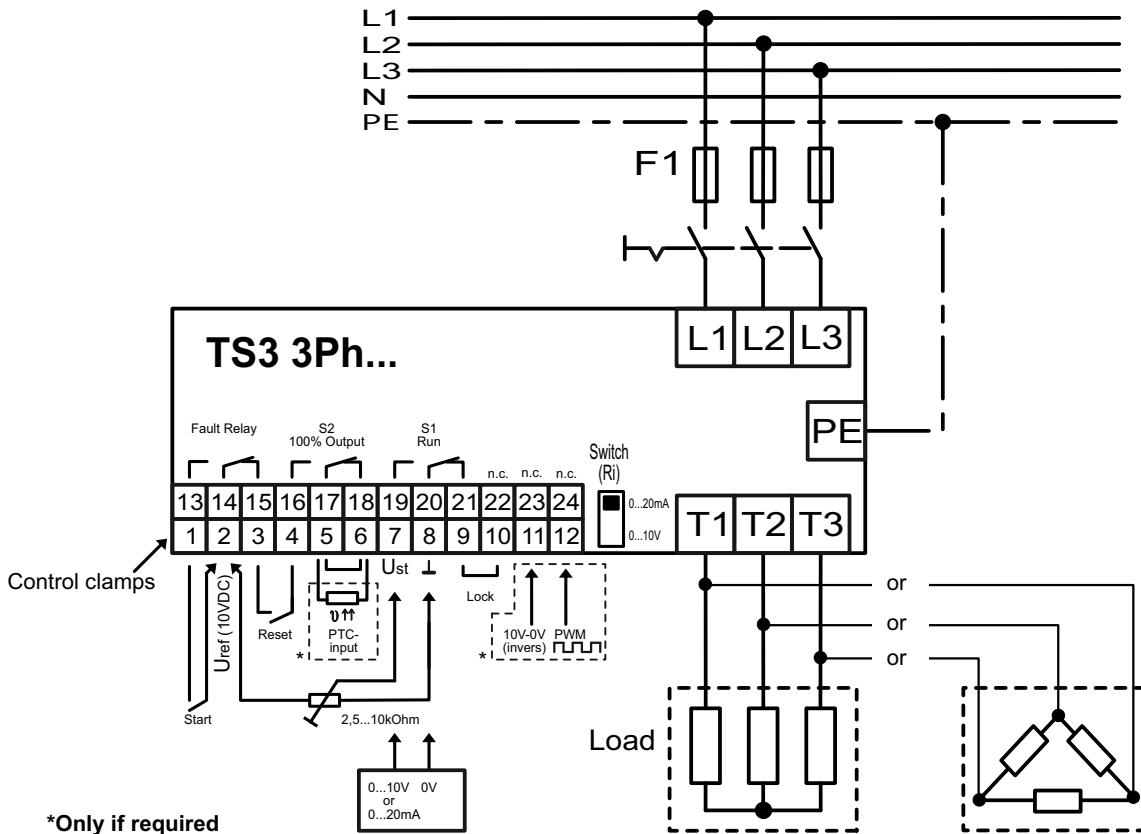 L1
L2
L3
N
PE
F1
L1 L2 L3
TS3 3Ph...
PE
Fault Relay
S2
100% Output
S1
Run
n.c. n.c. n.c.
Switch
(Ri)
13 14 15 16 17 18 19 20 21 22 23 24
0...20mA
1 2 3 4 5 6 7 8 9 10 11 12
0...10V
T1 T2 T3
Control clamps
Uref (10VDC)
Ust
Lock
Reset
υ↑↑
PTC-
input
*
10V-0V
(invers)
PWM
*
or
or
or
Start
2,5...10kOhm
Load
0...10V 0V
or
0...20mA
*Only if required